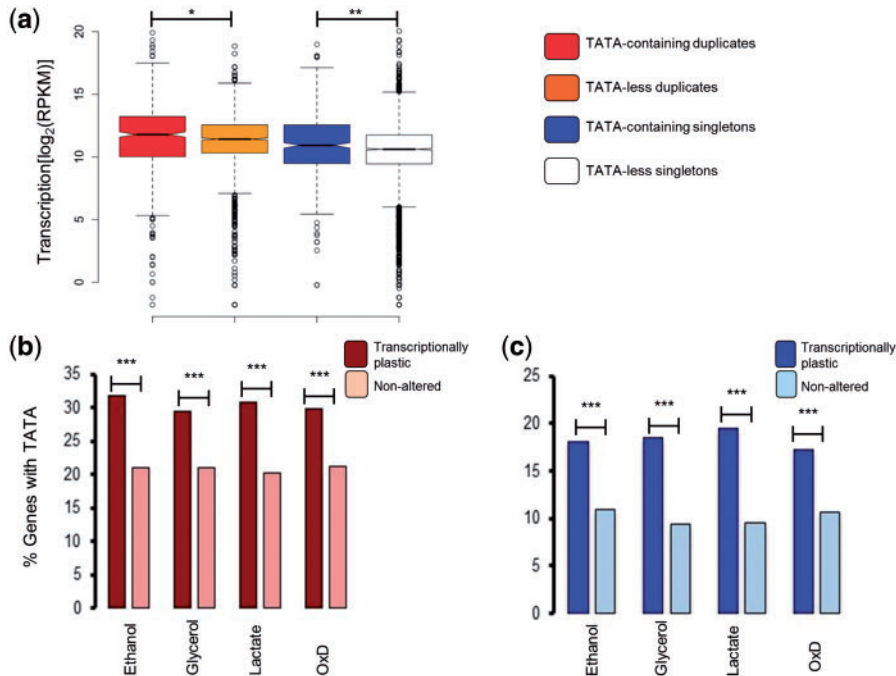 (a)
Transcription[log2(RPKM)]
20
15
10
5
0
*
**
TATA-containing duplicates
TATA-less duplicates
TATA-containing singletons
TATA-less singletons
(b)
Transcriptionally
plastic
Non-altered
% Genes with TATA
35
30
25
20
15
10
5
0
***
***
***
***
Ethanol
Glycerol
Lactate
OxD
(c)
Transcriptionally
plastic
Non-altered
25
20
15
10
5
0
***
***
***
***
Ethanol
Glycerol
Lactate
OxD